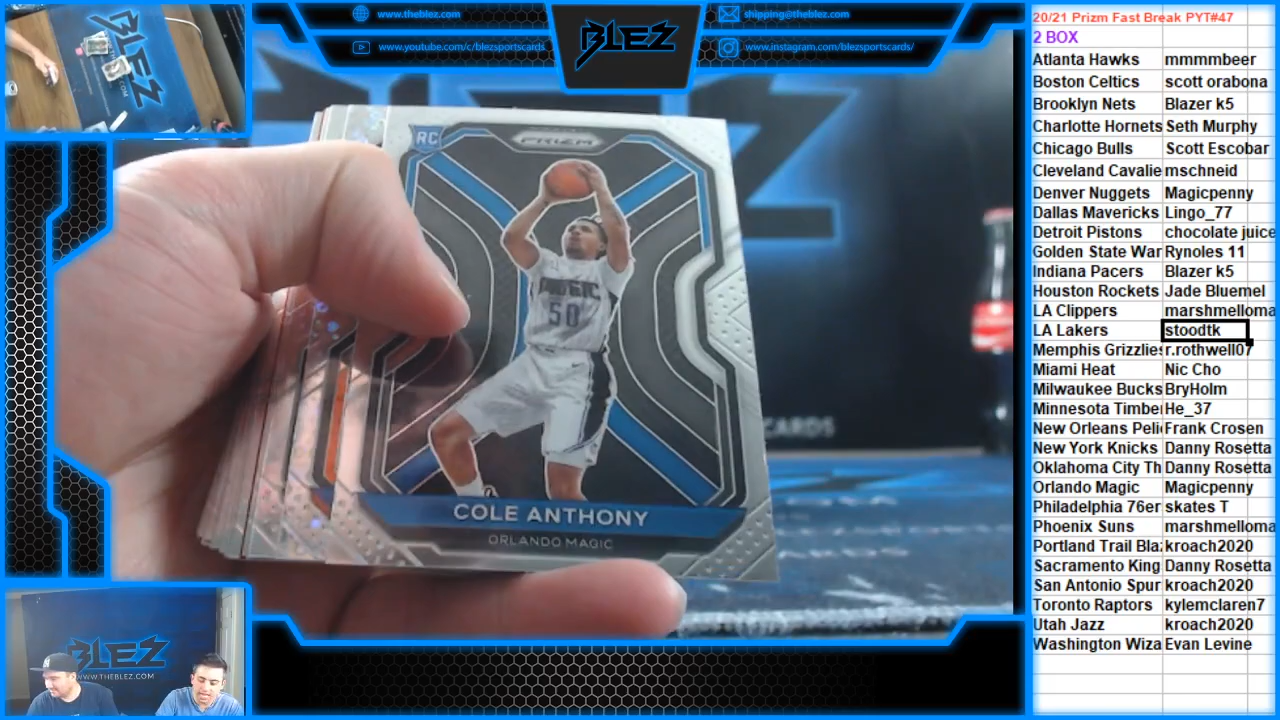 www.theblez.com
www.youtube.com/c/blezsportscards
BLEZ
shipping@theblez.com
www.instagram.com/blezsportscards/
RC
PRIZM
MAGIC
50
COLE ANTHONY
ORLANDO MAGIC
CARDS
BLEZ
BLEZ
WWW.THEBLEZ.COM
20/21 Prizm Fast Break PYT#47
2 BOX
Atlanta Hawks mmmmbeer
Boston Celtics scott orabona
Brooklyn Nets Blazer k5
Charlotte Hornets Seth Murphy
Chicago Bulls Scott Escobar
Cleveland Cavalie mschneid
Denver Nuggets Magicpenny
Dallas Mavericks Lingo_77
Detroit Pistons chocolate juice
Golden State War Rynoles 11
Indiana Pacers Blazer k5
Houston Rockets Jade Bluemel
LA Clippers marshmelloma
LA Lakers stoodtk
Memphis Grizzlies r.rothwell07
Miami Heat Nic Cho
Milwaukee Bucks BryHolm
Minnesota Timber He_37
New Orleans Peli Frank Crosen
New York Knicks Danny Rosetta
Oklahoma City Th Danny Rosetta
Orlando Magic Magicpenny
Philadelphia 76er skates T
Phoenix Suns marshmelloma
Portland Trail Bla kroach2020
Sacramento King Danny Rosetta
San Antonio Spur kroach2020
Toronto Raptors kylemclaren7
Utah Jazz kroach2020
Washington Wiza Evan Levine